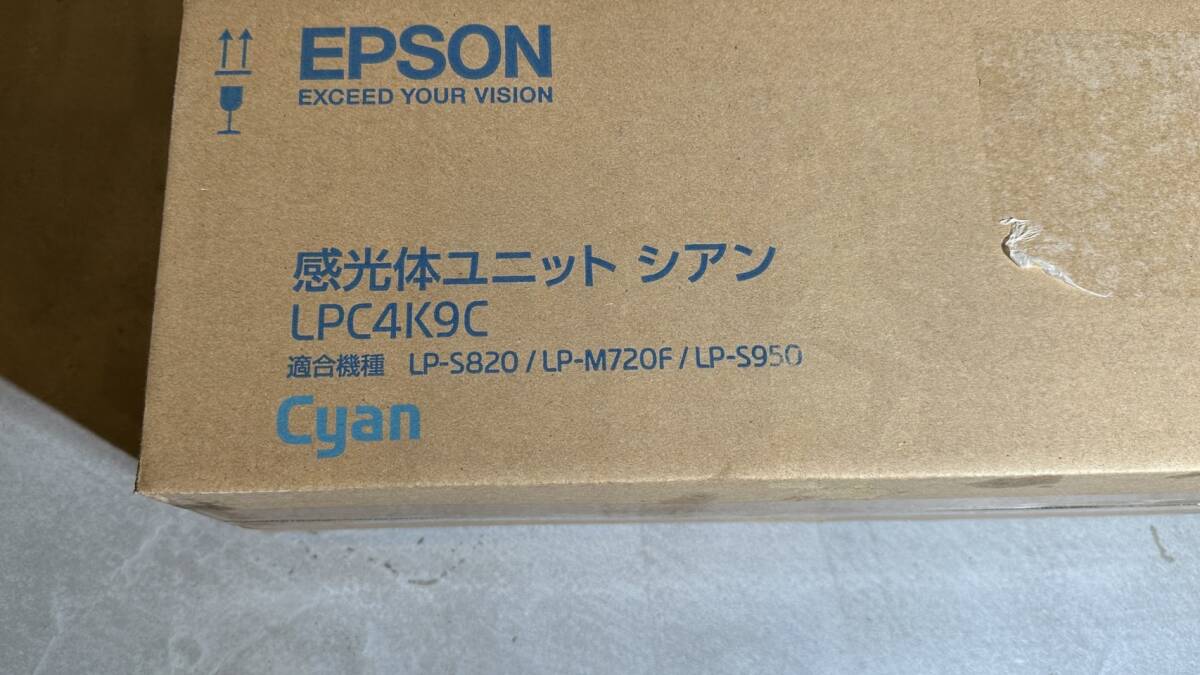 EPSON
EXCEED YOUR VISION
感光体ユニット シアン
LPC4K9C
適合機種 LP-S820 / LP-M720F / LP-S950
Cyan